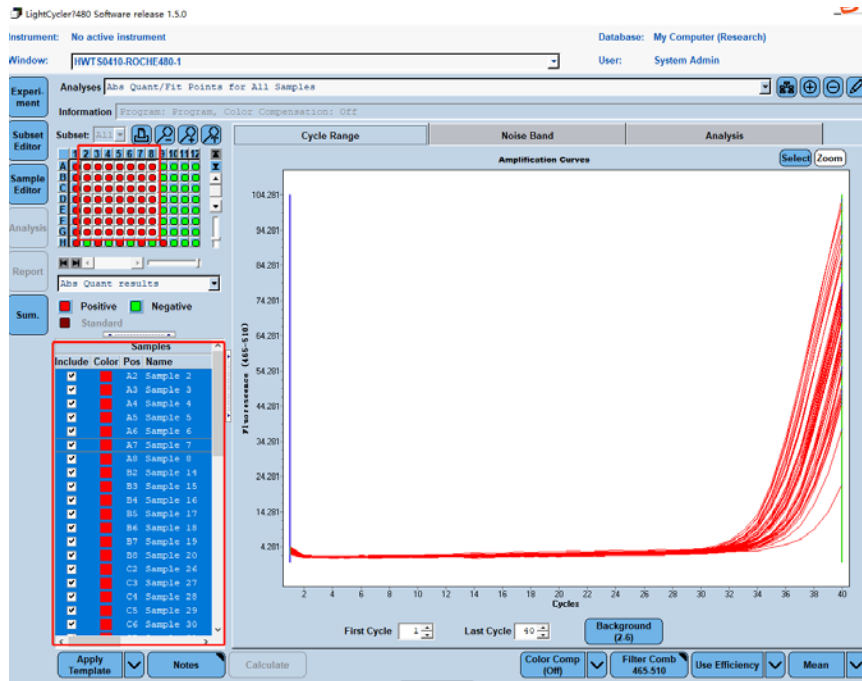 LightCycler?480 Software release 1.5.0
Instrument: No active instrument Database: My Computer (Research)
Window: HWTS0410-ROCHE480-1 User: System Admin
Experi-
ment
Analyses Abs Quant/Fit Points for All Samples
Information Program: Program, Color Compensation: Off
Subset
Editor
Subset: All
Sample
Editor
Analysis
Report
Sum.
1 2 3 4 5 6 7 8 9 10 11 12
A
B
C
D
E
F
G
H
Abs Quant results
Positive Negative
Standard
Samples
Include Color Pos Name
A2 Sample 2
A3 Sample 3
A4 Sample 4
A5 Sample 5
A6 Sample 6
A7 Sample 7
A8 Sample 8
B2 Sample 14
B3 Sample 15
B4 Sample 16
B5 Sample 17
B6 Sample 18
B7 Sample 19
B8 Sample 20
C2 Sample 26
C3 Sample 27
C4 Sample 28
C5 Sample 29
C6 Sample 30
Cycle Range Noise Band Analysis
Amplification Curves
Select Zoom
Fluorescence (465-510)
104.281
94.281
84.281
74.281
64.281
54.281
44.281
34.281
24.281
14.281
4.281
2 4 6 8 10 12 14 16 18 20 22 24 26 28 30 32 34 36 38 40
Cycles
First Cycle 1 Last Cycle 40 Background
(2-6)
Apply
Template
Notes
Calculate
Color Comp
(Off)
Filter Comb
465-510
Use Efficiency
Mean